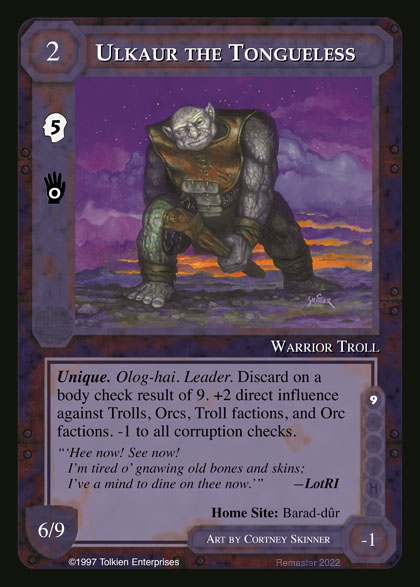 2
ULKAUR THE TONGUELESS
5
0
SKINNER
WARRIOR TROLL
Unique. Olog-hai. Leader. Discard on a
body check result of 9. +2 direct influence
against Trolls, Orcs, Troll factions, and Orc
factions. -1 to all corruption checks.
9
“‘Hee now! See now!
I’m tired o’ gnawing old bones and skins;
I’ve a mind to dine on thee now.’” —LotRI
H
Home Site: Barad-dûr
6/9
ART BY CORTNEY SKINNER
-1
©1997 Tolkien Enterprises
Remaster 2022